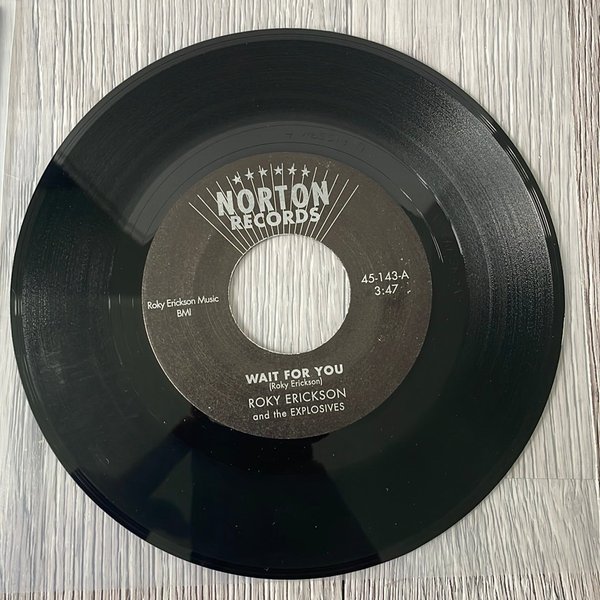 NORTON
RECORDS
45-143-A
3:47
Roky Erickson Music
BMI
WAIT FOR YOU
(Roky Erickson)
ROKY ERICKSON
and the EXPLOSIVES